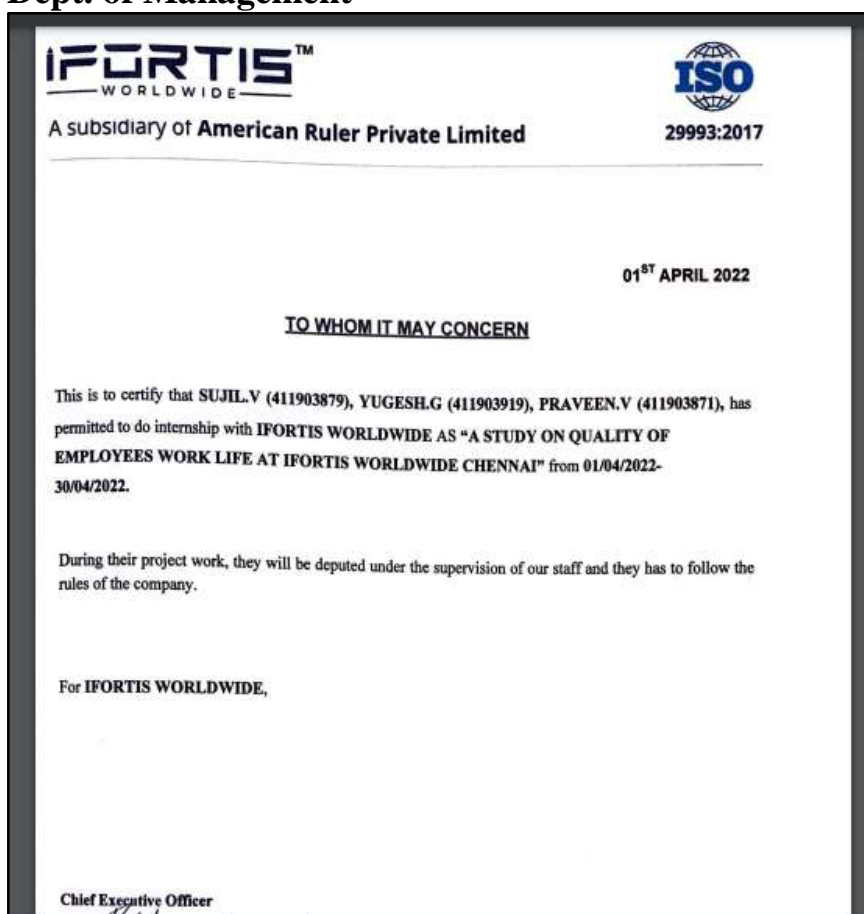 Dept. of Management
IFORTIS™
WORLDWIDE
A subsidiary of American Ruler Private Limited
ISO
29993:2017
01ST APRIL 2022
TO WHOM IT MAY CONCERN
This is to certify that SUJIL.V (411903879), YUGESH.G (411903919), PRAVEEN.V (411903871), has
permitted to do internship with IFORTIS WORLDWIDE AS “A STUDY ON QUALITY OF
EMPLOYEES WORK LIFE AT IFORTIS WORLDWIDE CHENNAI” from 01/04/2022-
30/04/2022.
During their project work, they will be deputed under the supervision of our staff and they has to follow the
rules of the company.
For IFORTIS WORLDWIDE,
Chief Executive Officer